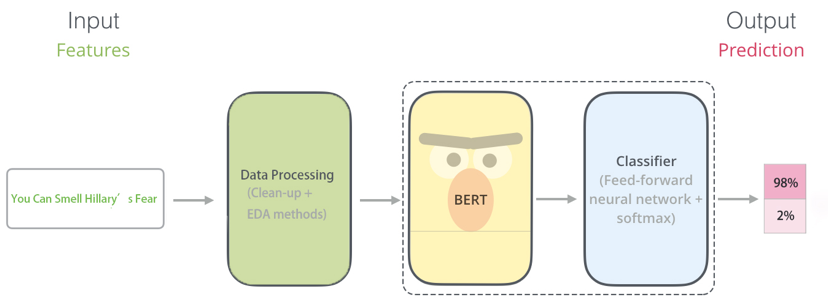 Input
Features
Output
Prediction
You Can Smell Hillary’s Fear
Data Processing
(Clean-up +
EDA methods)
BERT
Classifier
(Feed-forward
neural network +
softmax)
98%
2%